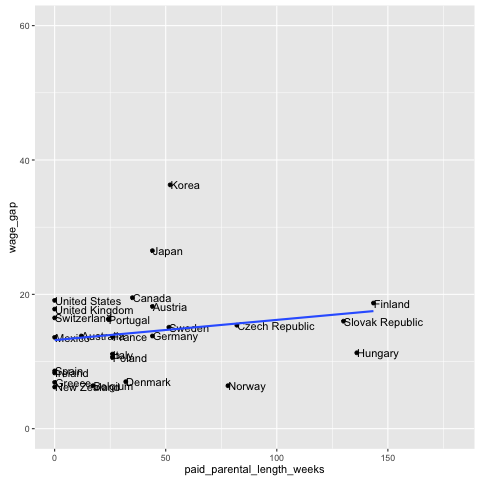 60
40
20
0
wage_gap
Korea
Japan
Canada
United States
Finland
Austria
United Kingdom
Switzerland
Portugal
Slovak Republic
Czech Republic
Sweden
Mexico
Australia
France
Germany
Hungary
Italy
Poland
Spain
Ireland
Greece
Denmark
New Zealand
Belgium
Norway
0
50
100
150
paid_parental_length_weeks